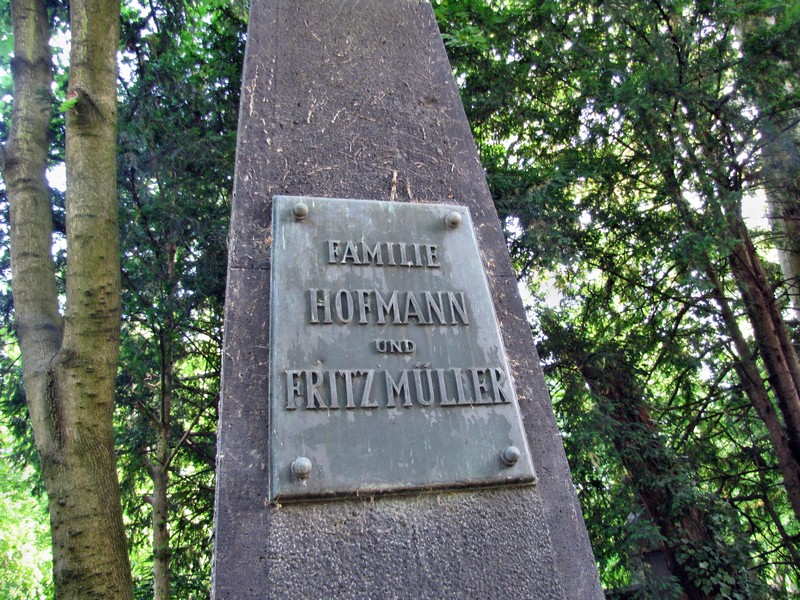 FAMILIE
HOFMANN
UND
FRITZ MÜLLER